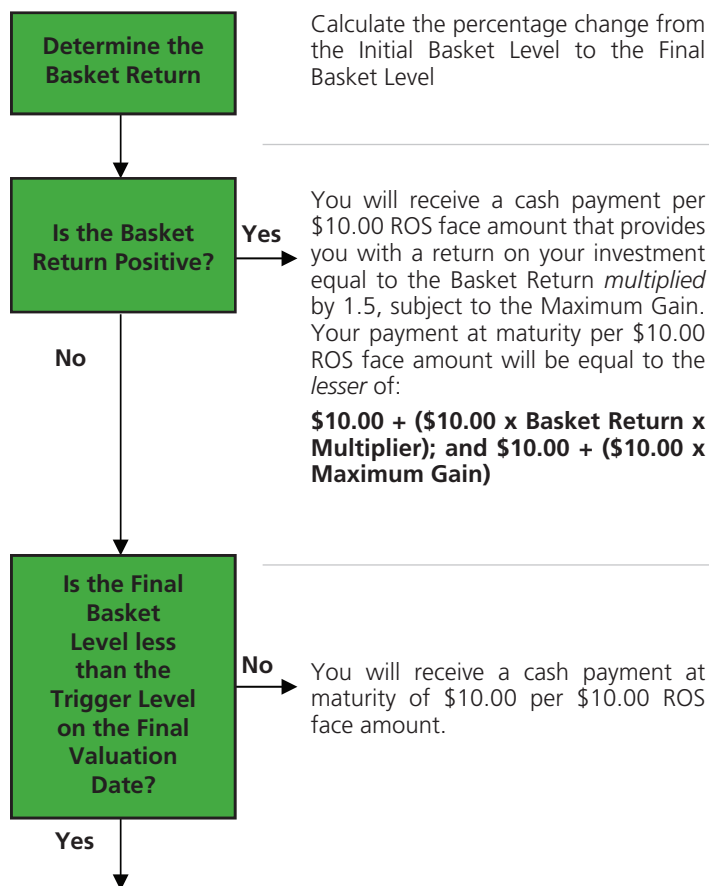 Determine the
Basket Return
Calculate the percentage change from
the Initial Basket Level to the Final
Basket Level
Is the Basket
Return Positive?
Yes
You will receive a cash payment per
$10.00 ROS face amount that provides
you with a return on your investment
equal to the Basket Return multiplied
by 1.5, subject to the Maximum Gain.
Your payment at maturity per $10.00
ROS face amount will be equal to the
lesser of:
$10.00 + ($10.00 x Basket Return x
Multiplier); and $10.00 + ($10.00 x
Maximum Gain)
No
Is the Final
Basket
Level less
than the
Trigger Level
on the Final
Valuation
Date?
No
You will receive a cash payment at
maturity of $10.00 per $10.00 ROS
face amount.
Yes